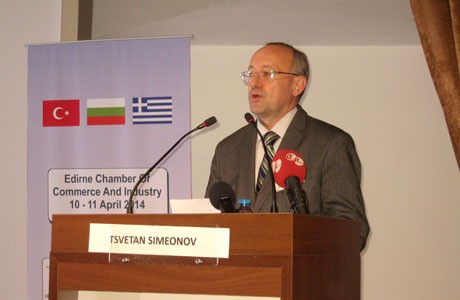 Edirne Chamber Of
Commerce And Industry
10 - 11 April 2014
TSVETAN SIMEONOV